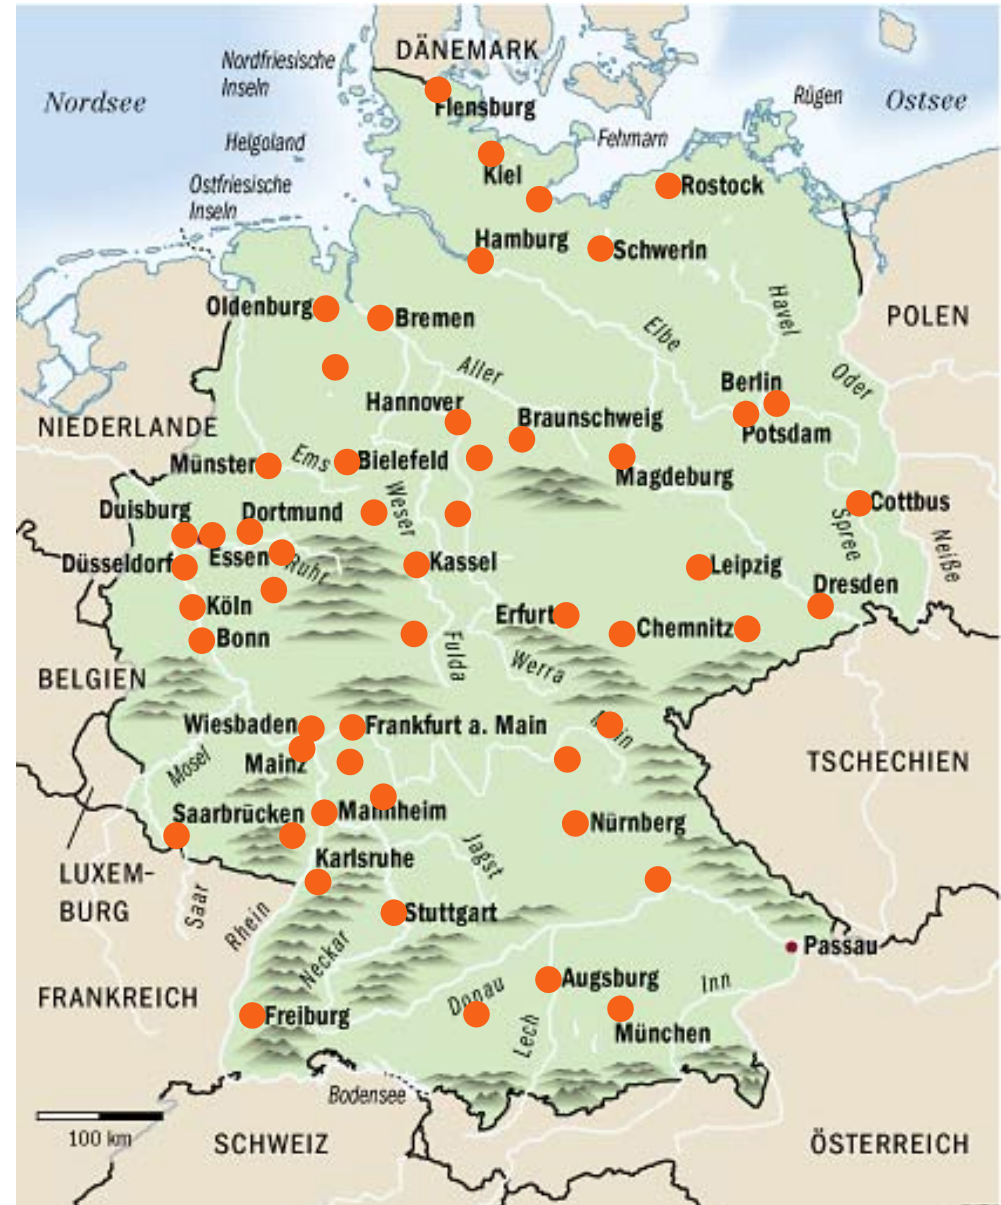 DÄNEMARK
Nordfriesische
Inseln
Nordsee
Rügen
Ostsee
Flensburg
Fehmarn
Helgoland
Kiel
Ostfriesische
Inseln
Rostock
Hamburg
Schwerin
Oldenburg
Bremen
Havel
POLEN
Elbe
Aller
Oder
Berlin
Hannover
Braunschweig
NIEDERLANDE
Potsdam
Münster
Ems
Bielefeld
Magdeburg
Weser
Duisburg
Dortmund
Cottbus
Spree
Neiße
Essen
Ruhr
Düsseldorf
Kassel
Leipzig
Dresden
Köln
Erfurt
Chemnitz
Bonn
Fulda
Werra
BELGIEN
Wiesbaden
Frankfurt a. Main
Main
Mosel
Mainz
TSCHECHIEN
Saarbrücken
Mannheim
Nürnberg
Karlsruhe
Jagst
LUXEM-
BURG
Saar
Rhein
Stuttgart
Neckar
Passau
FRANKREICH
Donau
Augsburg
Inn
Freiburg
Lech
München
Bodensee
100 km
SCHWEIZ
ÖSTERREICH